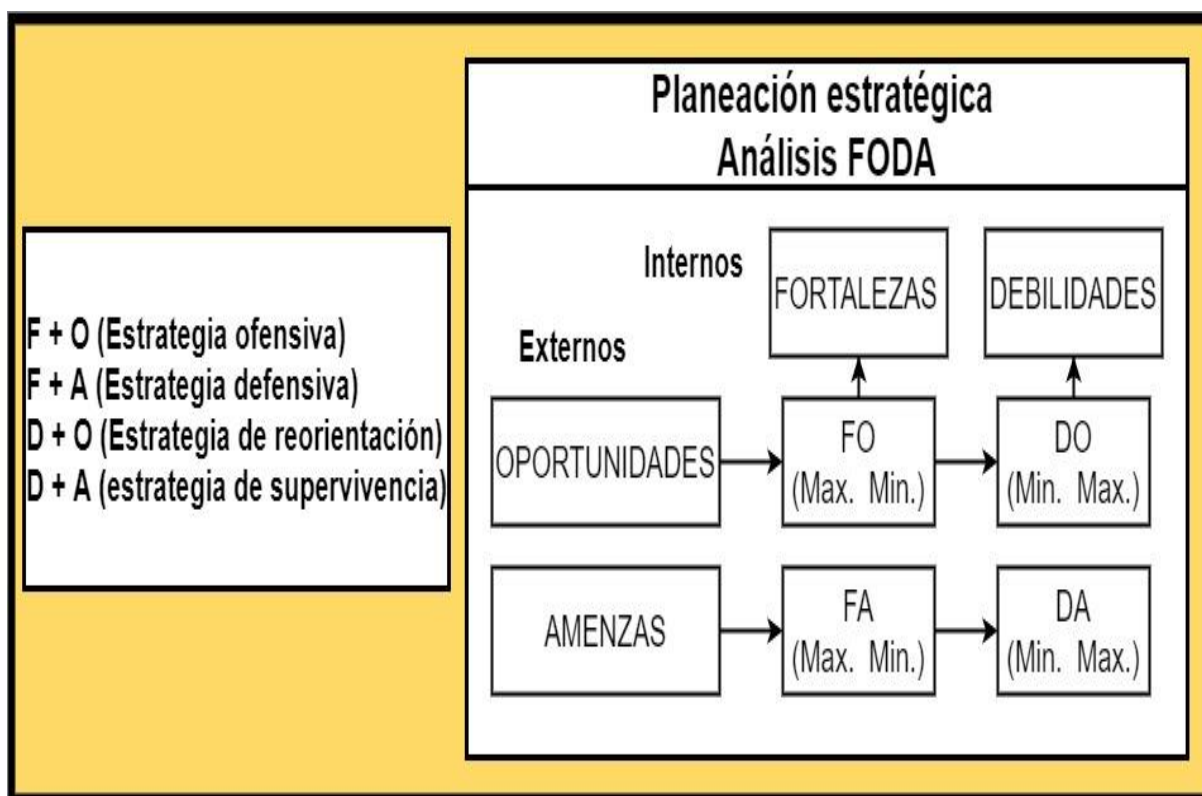 Planeación estratégica
Análisis FODA
F + O (Estrategia ofensiva)
F + A (Estrategia defensiva)
D + O (Estrategia de reorientación)
D + A (estrategia de supervivencia)
Internos
FORTALEZAS
DEBILIDADES
Externos
OPORTUNIDADES
FO
(Max. Min.)
DO
(Min. Max.)
AMENZAS
FA
(Max. Min.)
DA
(Min. Max.)